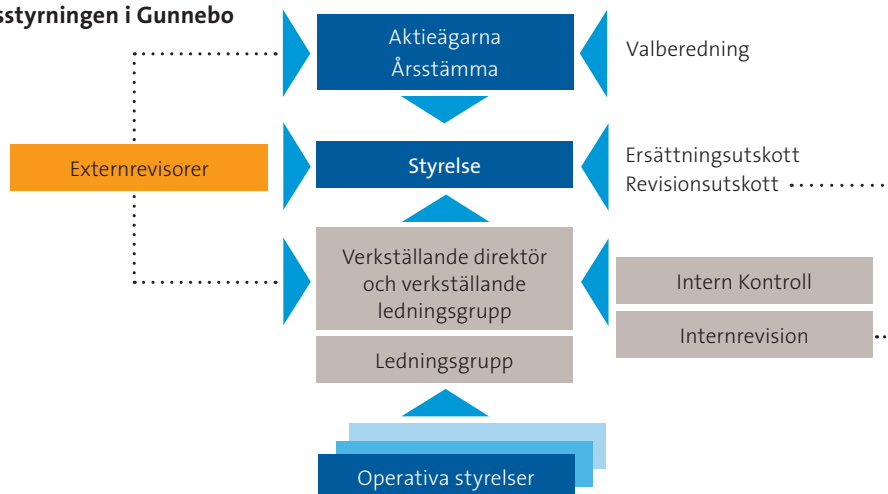 sstyrningen i Gunnebo
Aktieägarna
Årsstämma
Valberedning
Externrevisorer
Styrelse
Ersättningsutskott
Revisionsutskott
Verkställande direktör
och verkställande
ledningsgrupp
Intern Kontroll
Internrevision
Ledningsgrupp
Operativa styrelser